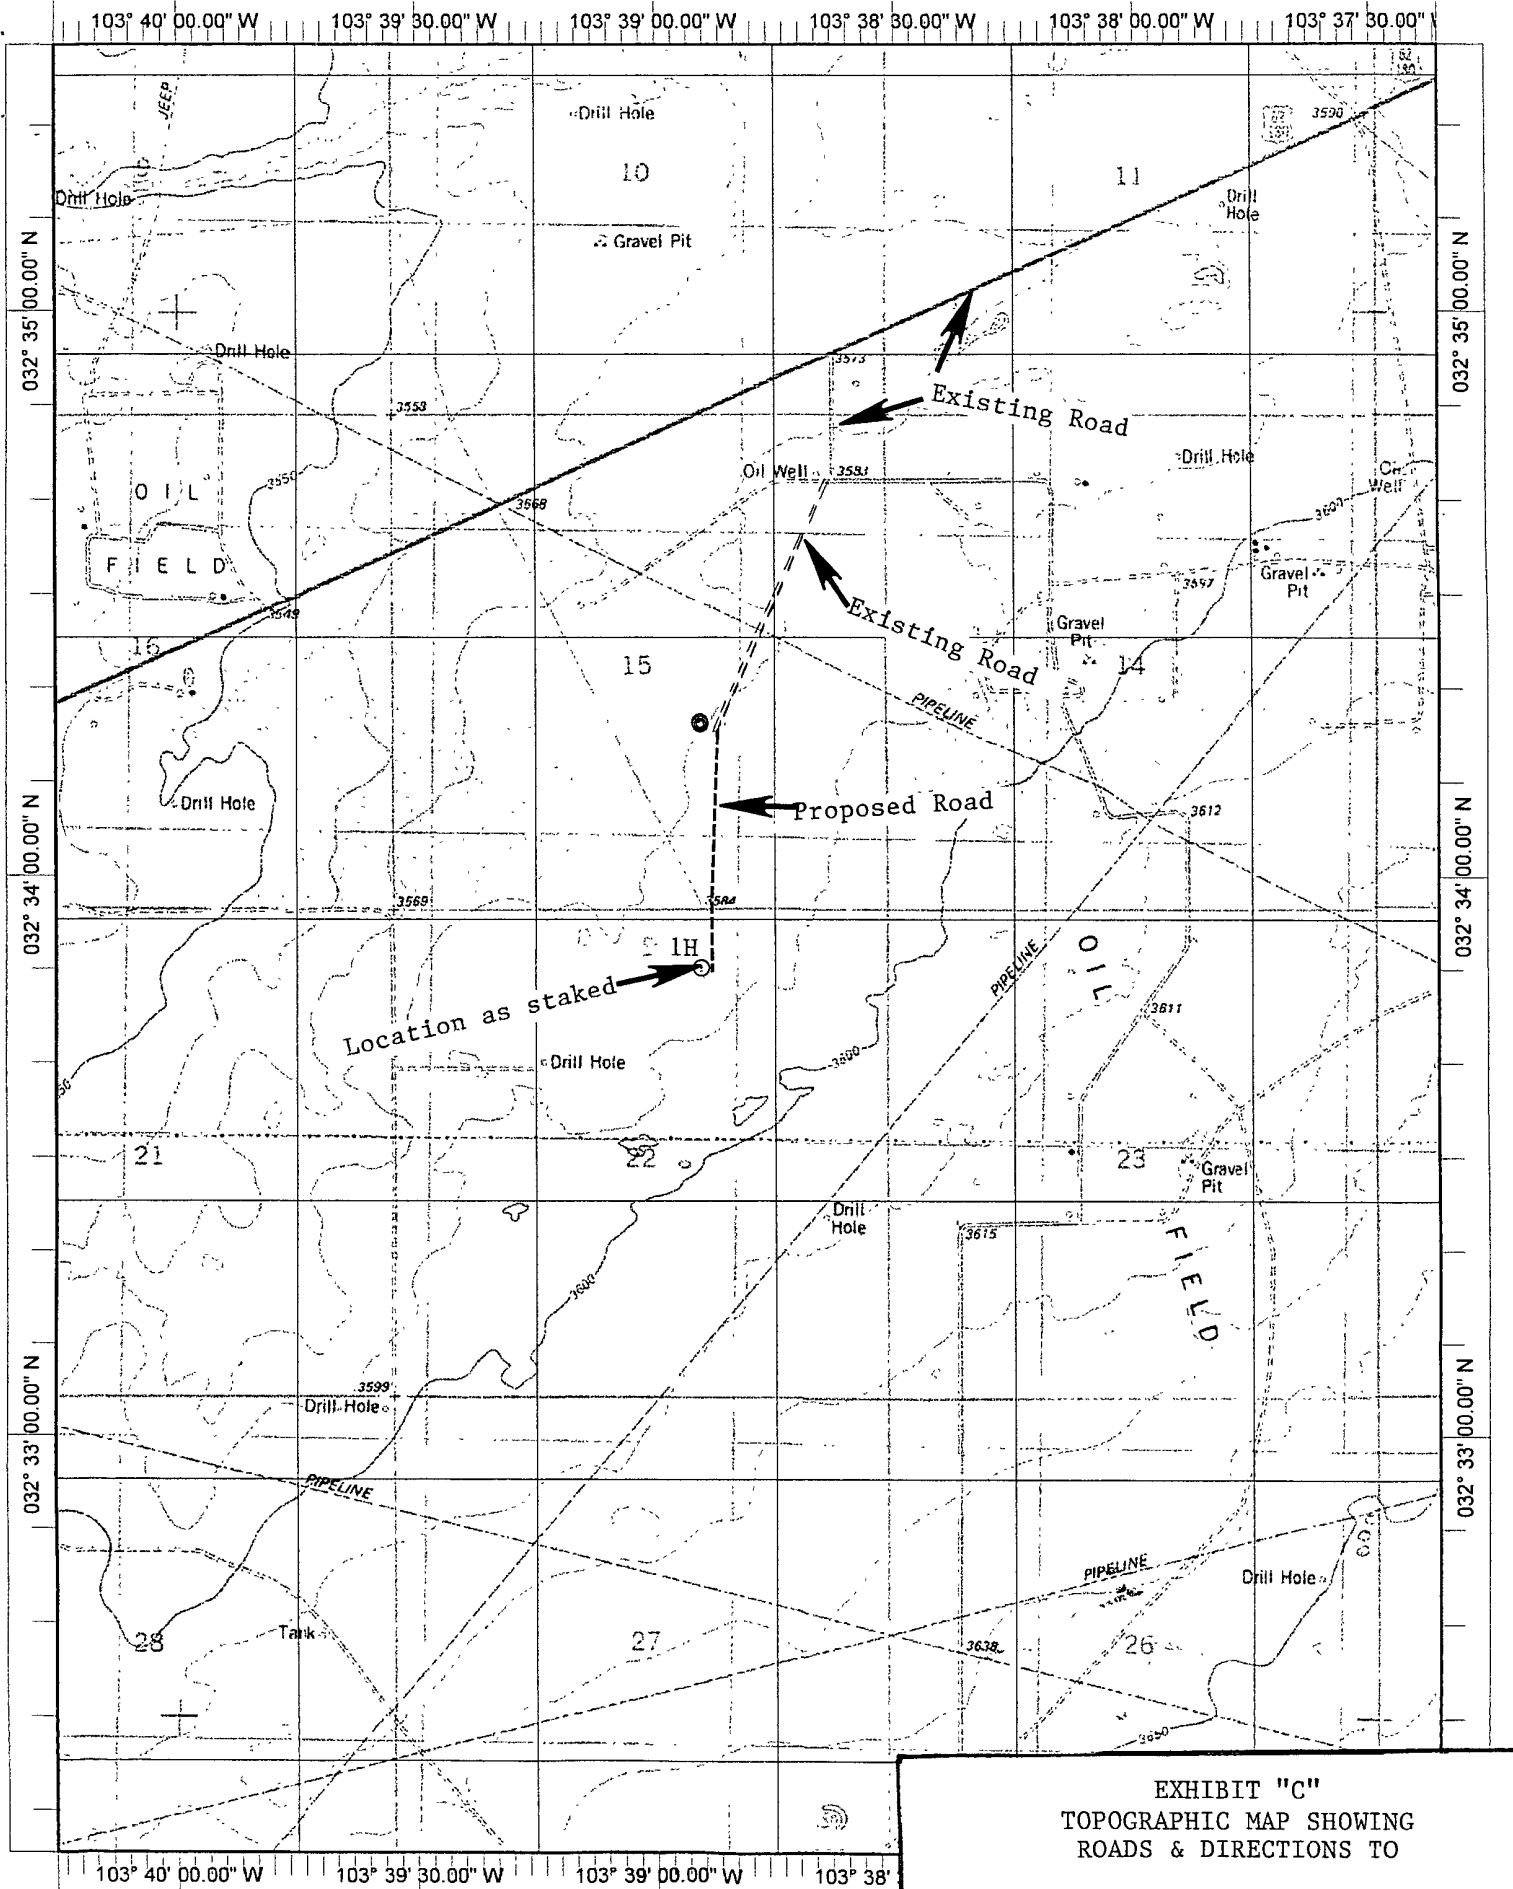 103° 40' 00.00" W
103° 39' 30.00" W
103° 39' 00.00" W
103° 38' 30.00" W
103° 38' 00.00" W
103° 37' 30.00"
JEEP
Drill Hole
3590
10
11
Drill Hole
Drill
Hole
Gravel Pit
032° 35' 00.00" N
032° 35' 00.00" N
Drill Hole
3573
3553
Existing Road
Oil Well
3583
Drill Hole
Well
3550
OIL
3568
3600
FIELD
Gravel
Pit
3597
3549
Existing Road
Gravel
Pit
16
15
14
PIPELINE
Drill Hole
Proposed Road
3612
032° 34' 00.00" N
032° 34' 00.00" N
3569
3584
1H
OIL
PIPELINE
Location as staked
3611
Drill Hole
3600
21
22
23
Gravel
Pit
Drill
Hole
3615
FIELD
3600
3599
Drill Hole
032° 33' 00.00" N
032° 33' 00.00" N
PIPELINE
PIPELINE
Drill Hole
28
Tank
27
3638
26
3650
EXHIBIT "C"
TOPOGRAPHIC MAP SHOWING
ROADS & DIRECTIONS TO
103° 40' 00.00" W
103° 39' 30.00" W
103° 39' 00.00" W
103° 38'